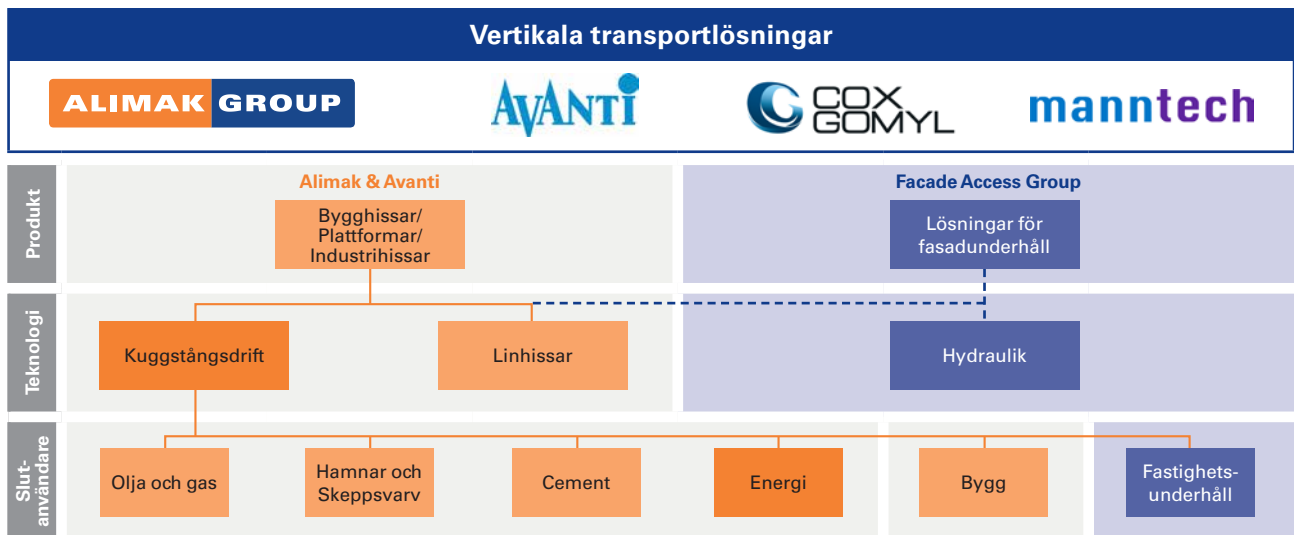 Vertikala transportlösningar
ALIMAK GROUP
AVANTI
COX
GOMYL
manntech
Produkt
Alimak & Avanti
Facade Access Group
Bygghissar/
Plattformar/
Industrihissar
Lösningar för
fasadunderhåll
Teknologi
Kuggstångsdrift
Linhissar
Hydraulik
Slut-
användare
Olja och gas
Hamnar och
Skeppsvarv
Cement
Energi
Bygg
Fastighets-
underhåll